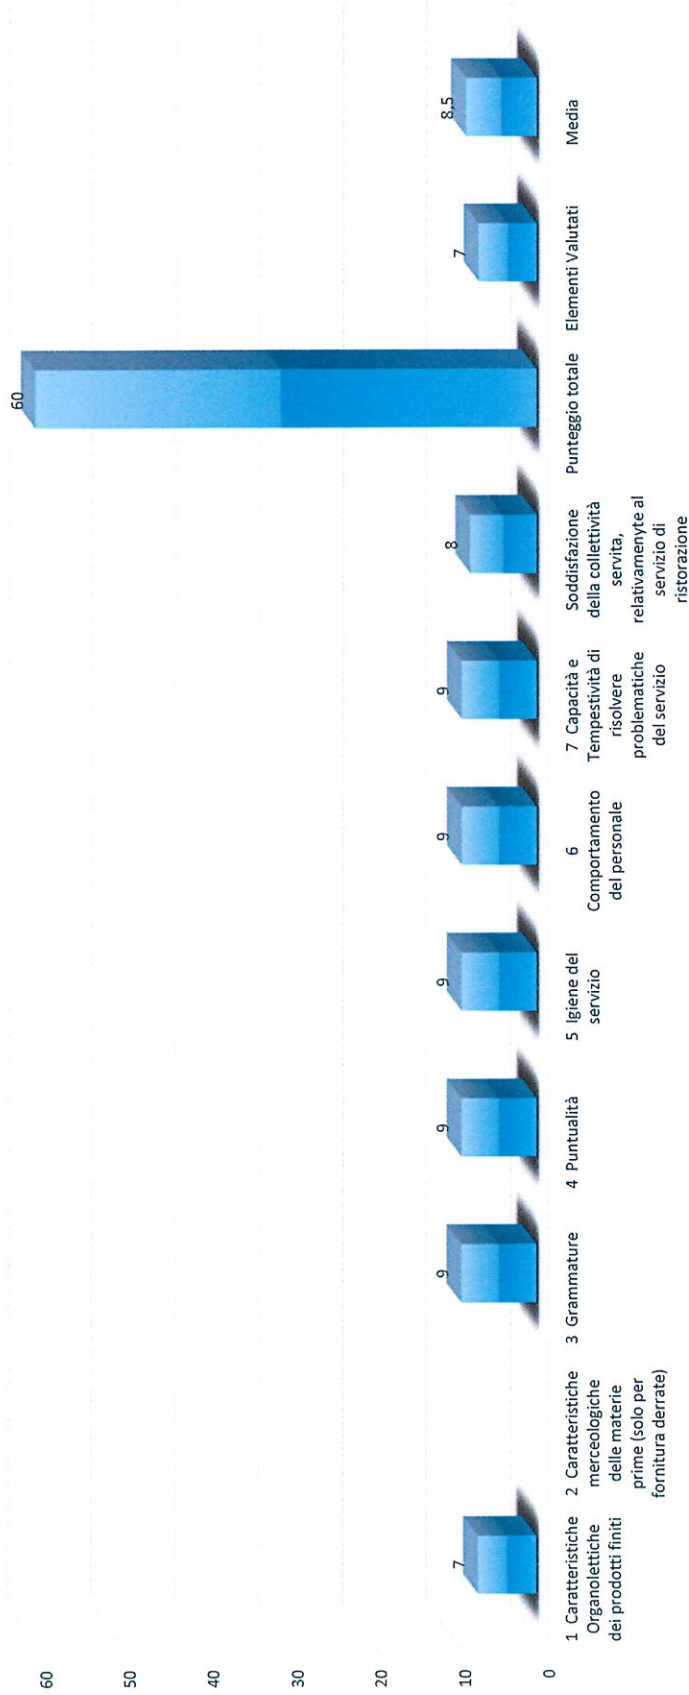 60
50
40
30
20
10
0
7
9
9
9
9
9
8
60
7
8,5
1 Caratteristiche
Organolettiche
dei prodotti finiti
2 Caratteristiche
merceologiche
delle materie
prime (solo per
fornitura derrate)
3 Grammature
4 Puntualità
5 Igiene del
servizio
6
Comportamento
del personale
7 Capacità e
Tempestività di
risolvere
problematiche
del servizio
Soddisfazione
della collettività
servita,
relativamenyte al
servizio di
ristorazione
Punteggio totale
Elementi Valutati
Media